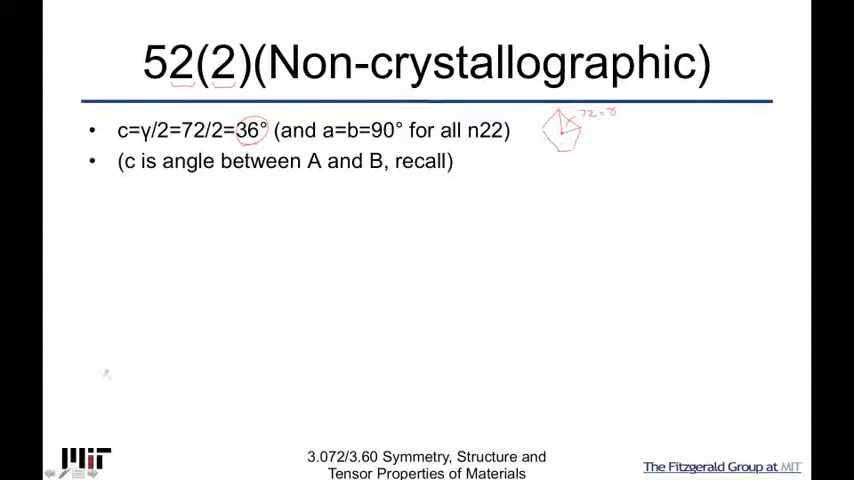 52(2)(Non-crystallographic)
72=γ
• c=γ/2=72/2=36° (and a=b=90° for all n22)
• (c is angle between A and B, recall)
MIT
3.072/3.60 Symmetry, Structure and
Tensor Properties of Materials
The Fitzgerald Group at MIT